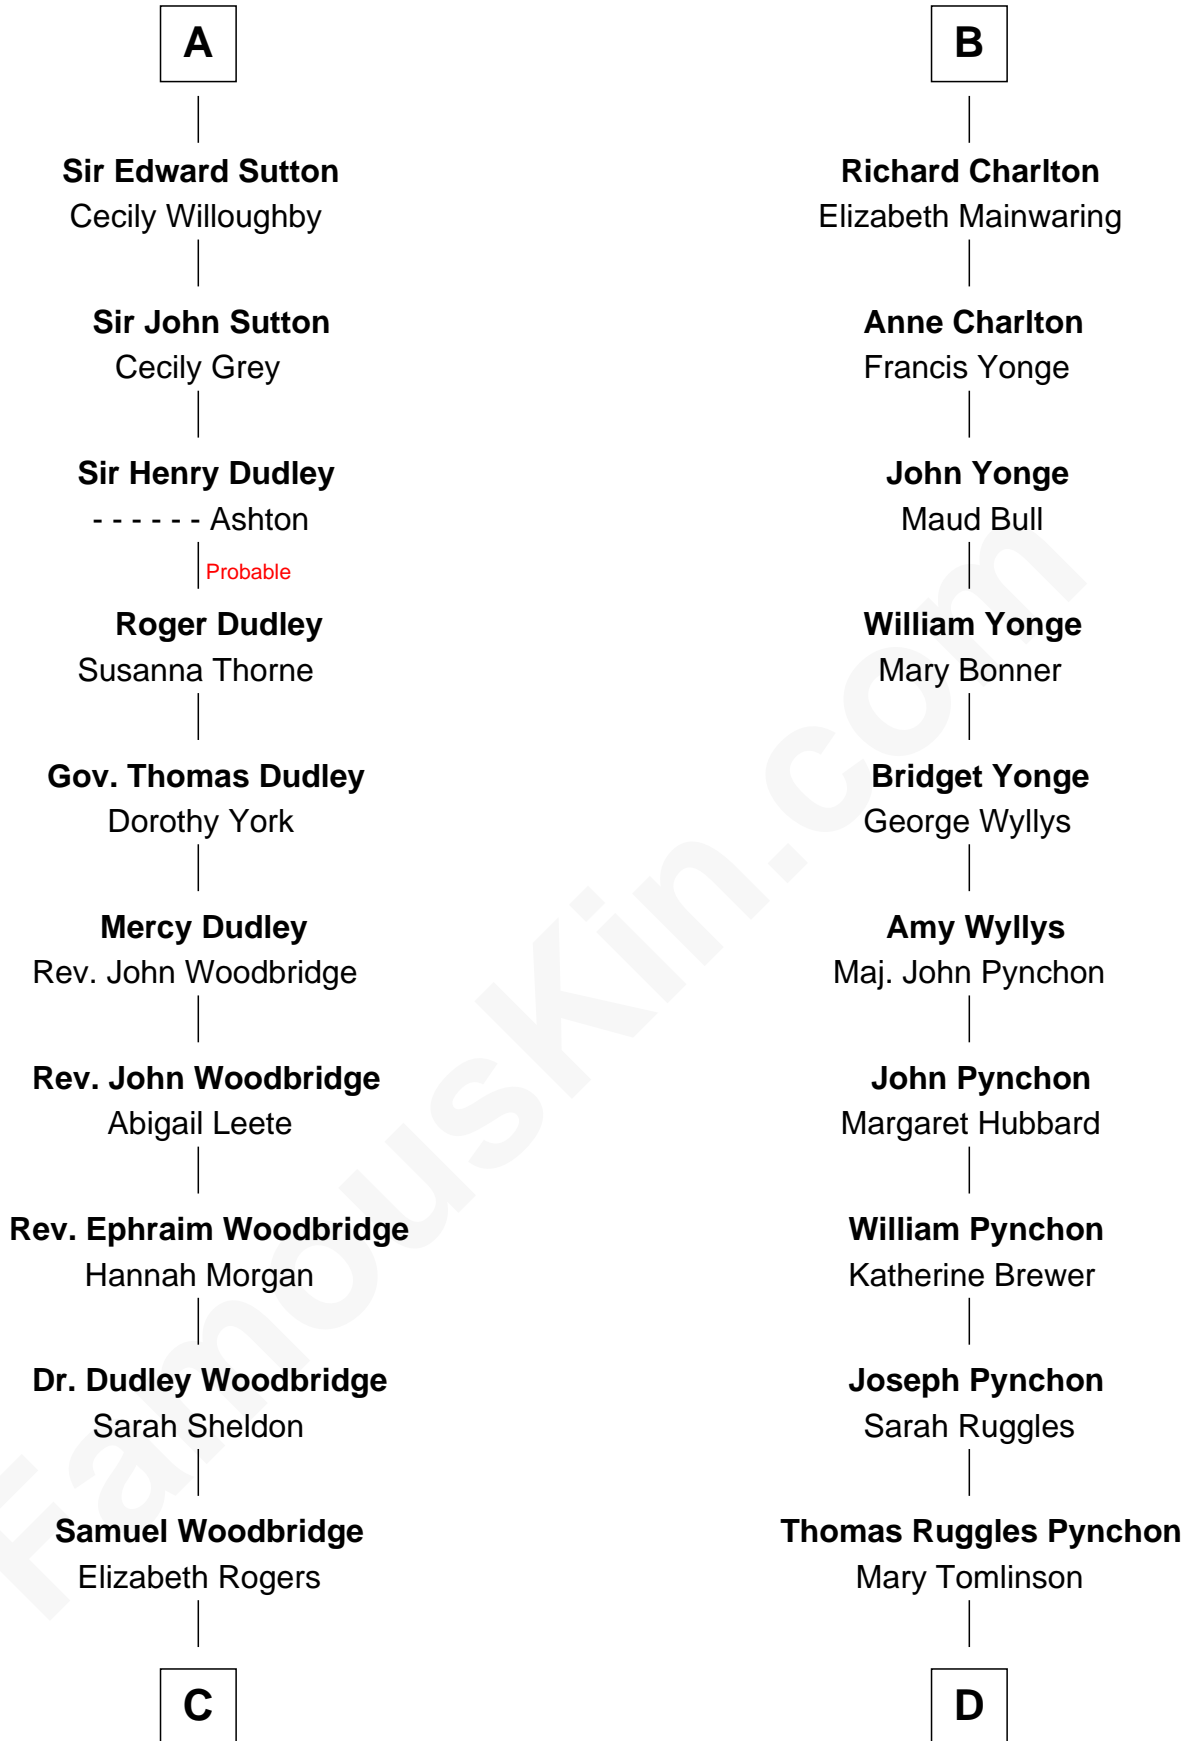 A
Sir Edward Sutton
Cecily Willoughby
Sir John Sutton
Cecily Grey
Sir Henry Dudley
- - - - - - Ashton
Probable
Roger Dudley
Susanna Thorne
Gov. Thomas Dudley
Dorothy York
Mercy Dudley
Rev. John Woodbridge
Rev. John Woodbridge
Abigail Leete
Rev. Ephraim Woodbridge
Hannah Morgan
Dr. Dudley Woodbridge
Sarah Sheldon
Samuel Woodbridge
Elizabeth Rogers
C
B
Richard Charlton
Elizabeth Mainwaring
Anne Charlton
Francis Yonge
John Yonge
Maud Bull
William Yonge
Mary Bonner
Bridget Yonge
George Wyllys
Amy Wyllys
Maj. John Pynchon
John Pynchon
Margaret Hubbard
William Pynchon
Katherine Brewer
Joseph Pynchon
Sarah Ruggles
Thomas Ruggles Pynchon
Mary Tomlinson
D
FamousKin.com